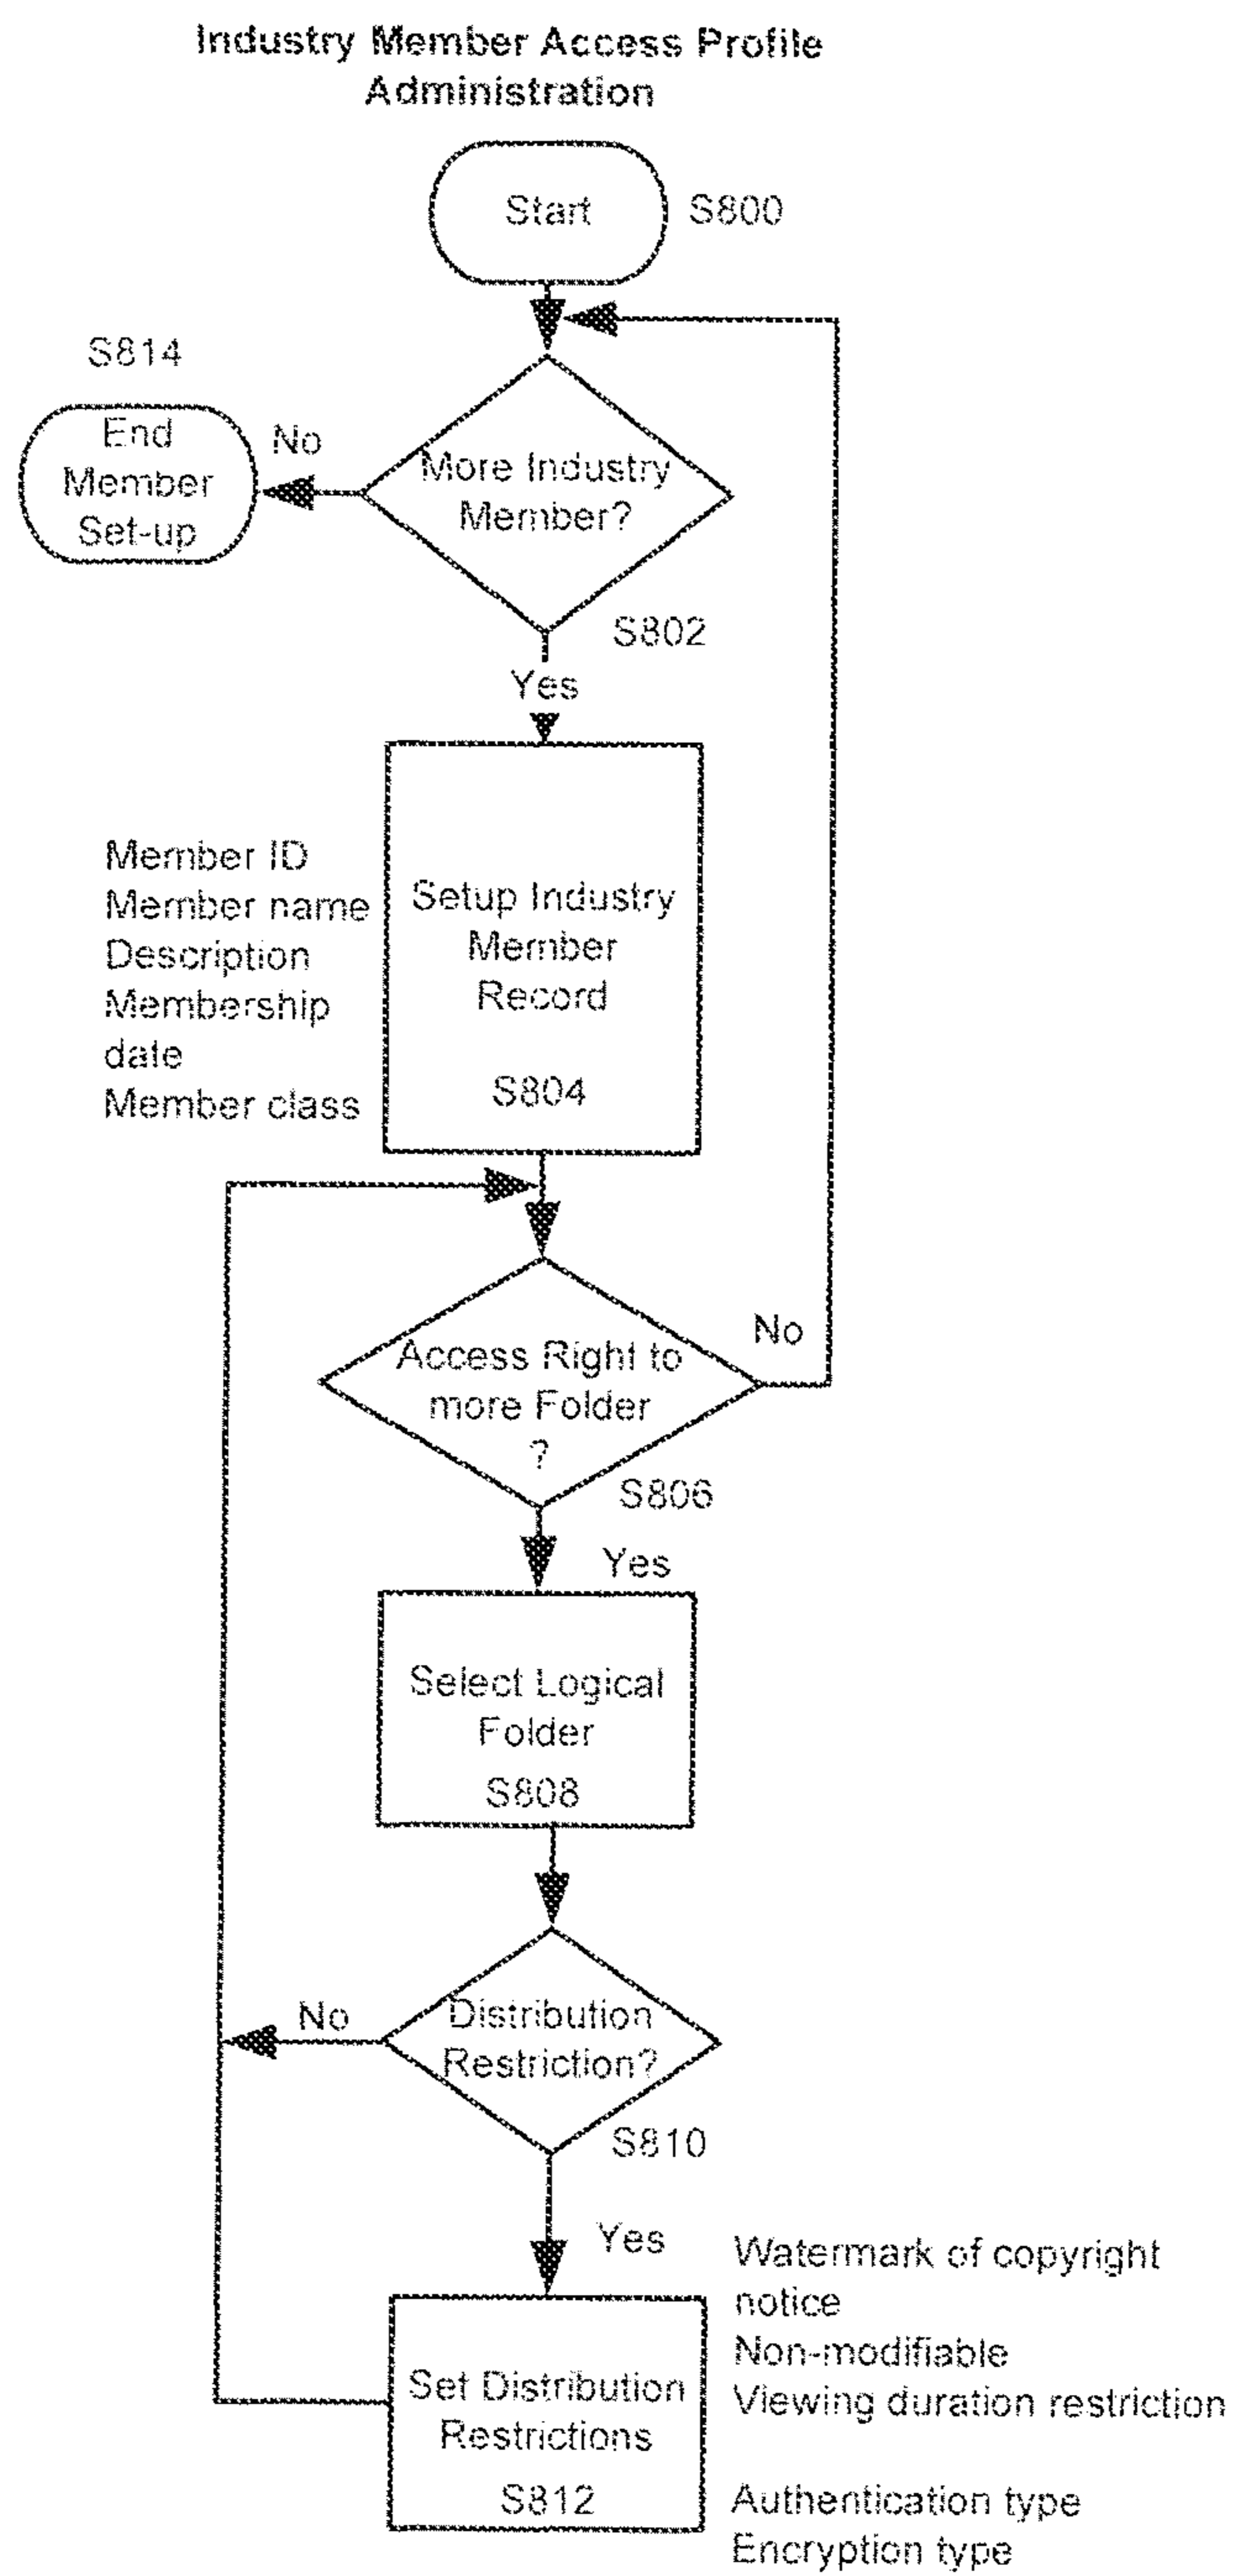 Industry Member Access Profile
Administration
Start
S800
S814
End
Member
Set-up
No
More Industry
Member?
S802
Yes
Member ID
Member name
Description
Membership
date
Member class
Setup Industry
Member
Record
S804
Access Right to
more Folder
?
No
S806
Yes
Select Logical
Folder
S808
No
Distribution
Restriction?
S810
Yes
Set Distribution
Restrictions
S812
Watermark of copyright
notice
Non-modifiable
Viewing duration restriction
Authentication type
Encryption type